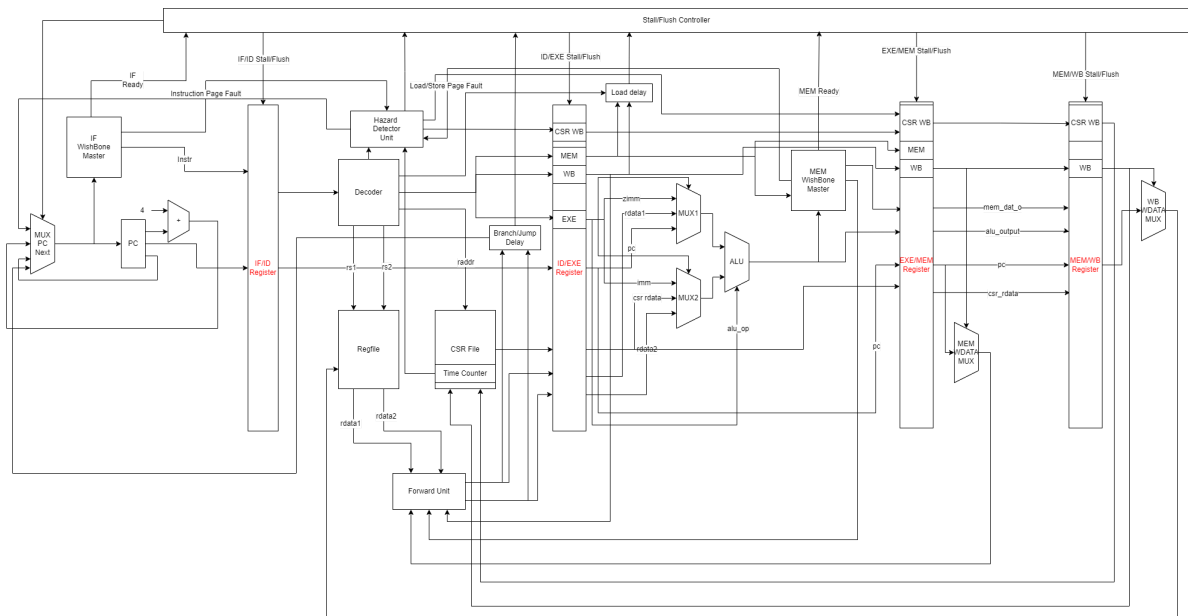 Stall/Flush Controller
IF
Ready
IF/ID Stall/Flush
ID/EXE Stall/Flush
EXE/MEM Stall/Flush
MEM/WB Stall/Flush
Instruction Page Fault
Load/Store Page Fault
Load delay
MEM Ready
IF
WishBone
Master
Instr
Hazard
Detector
Unit
CSR WB
MEM
WB
EXE
MEM
WishBone
Master
CSR WB
MEM
WB
CSR WB
WB
Decoder
4
+
MUX
PC
Next
PC
IF/ID
Register
rs1
rs2
raddr
Branch/Jump
Delay
ID/EXE
Register
zimm
rdata1
pc
MUX1
imm
csr rdata
MUX2
ALU
alu_op
rdata2
mem_dat_o
alu_output
EXE/MEM
Register
pc
csr_rdata
MEM/WB
Register
WB
WDATA
MUX
pc
MEM
WDATA
MUX
Regfile
CSR File
Time Counter
rdata1
rdata2
Forward Unit